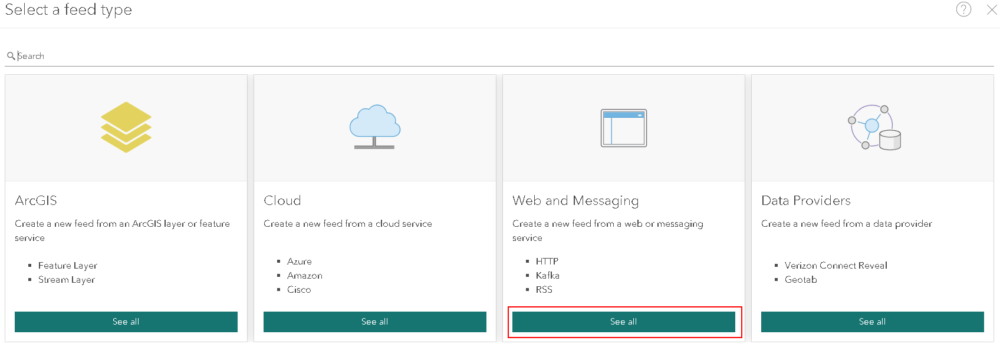 Select a feed type
?
Search
ArcGIS
Create a new feed from an ArcGIS layer or feature
service
▪ Feature Layer
▪ Stream Layer
See all
Cloud
Create a new feed from a cloud service
▪ Azure
▪ Amazon
▪ Cisco
See all
Web and Messaging
Create a new feed from a web or messaging
service
▪ HTTP
▪ Kafka
▪ RSS
See all
Data Providers
Create a new feed from a data provider
▪ Verizon Connect Reveal
▪ Geotab
See all